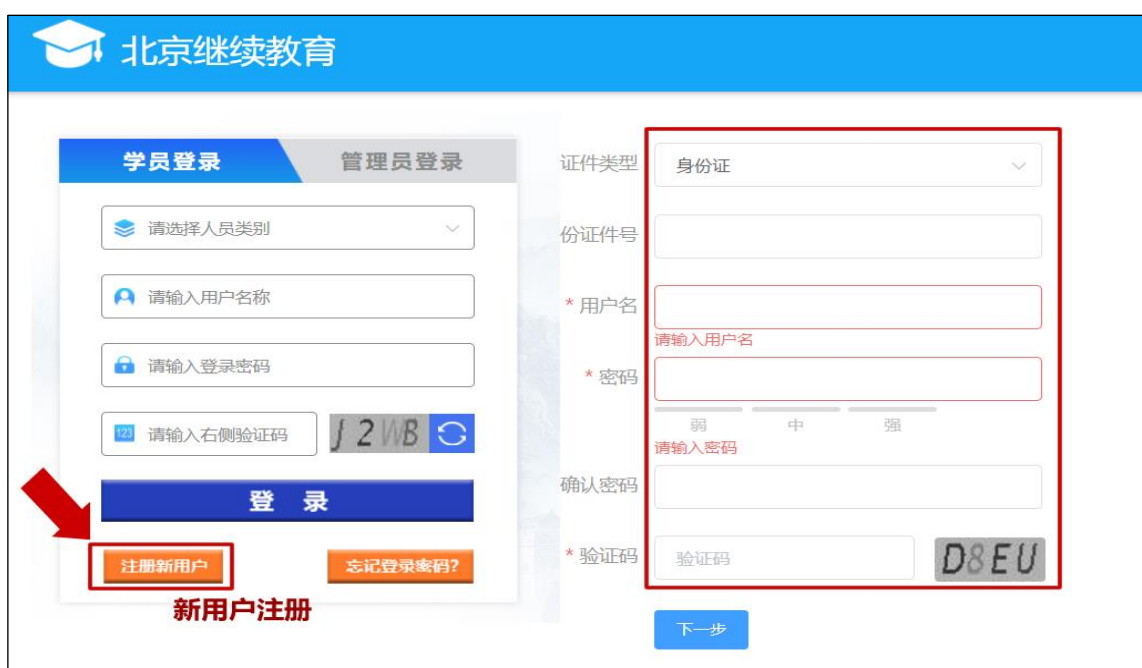 北京继续教育
学员登录
管理员登录
请选择人员类别
请输入用户名称
请输入登录密码
123
请输入右侧验证码
J2WB
登 录
注册新用户
忘记登录密码?
新用户注册
证件类型
身份证
份证件号
* 用户名
请输入用户名
* 密码
弱 中 强
请输入密码
确认密码
* 验证码
验证码
D8EU
下一步